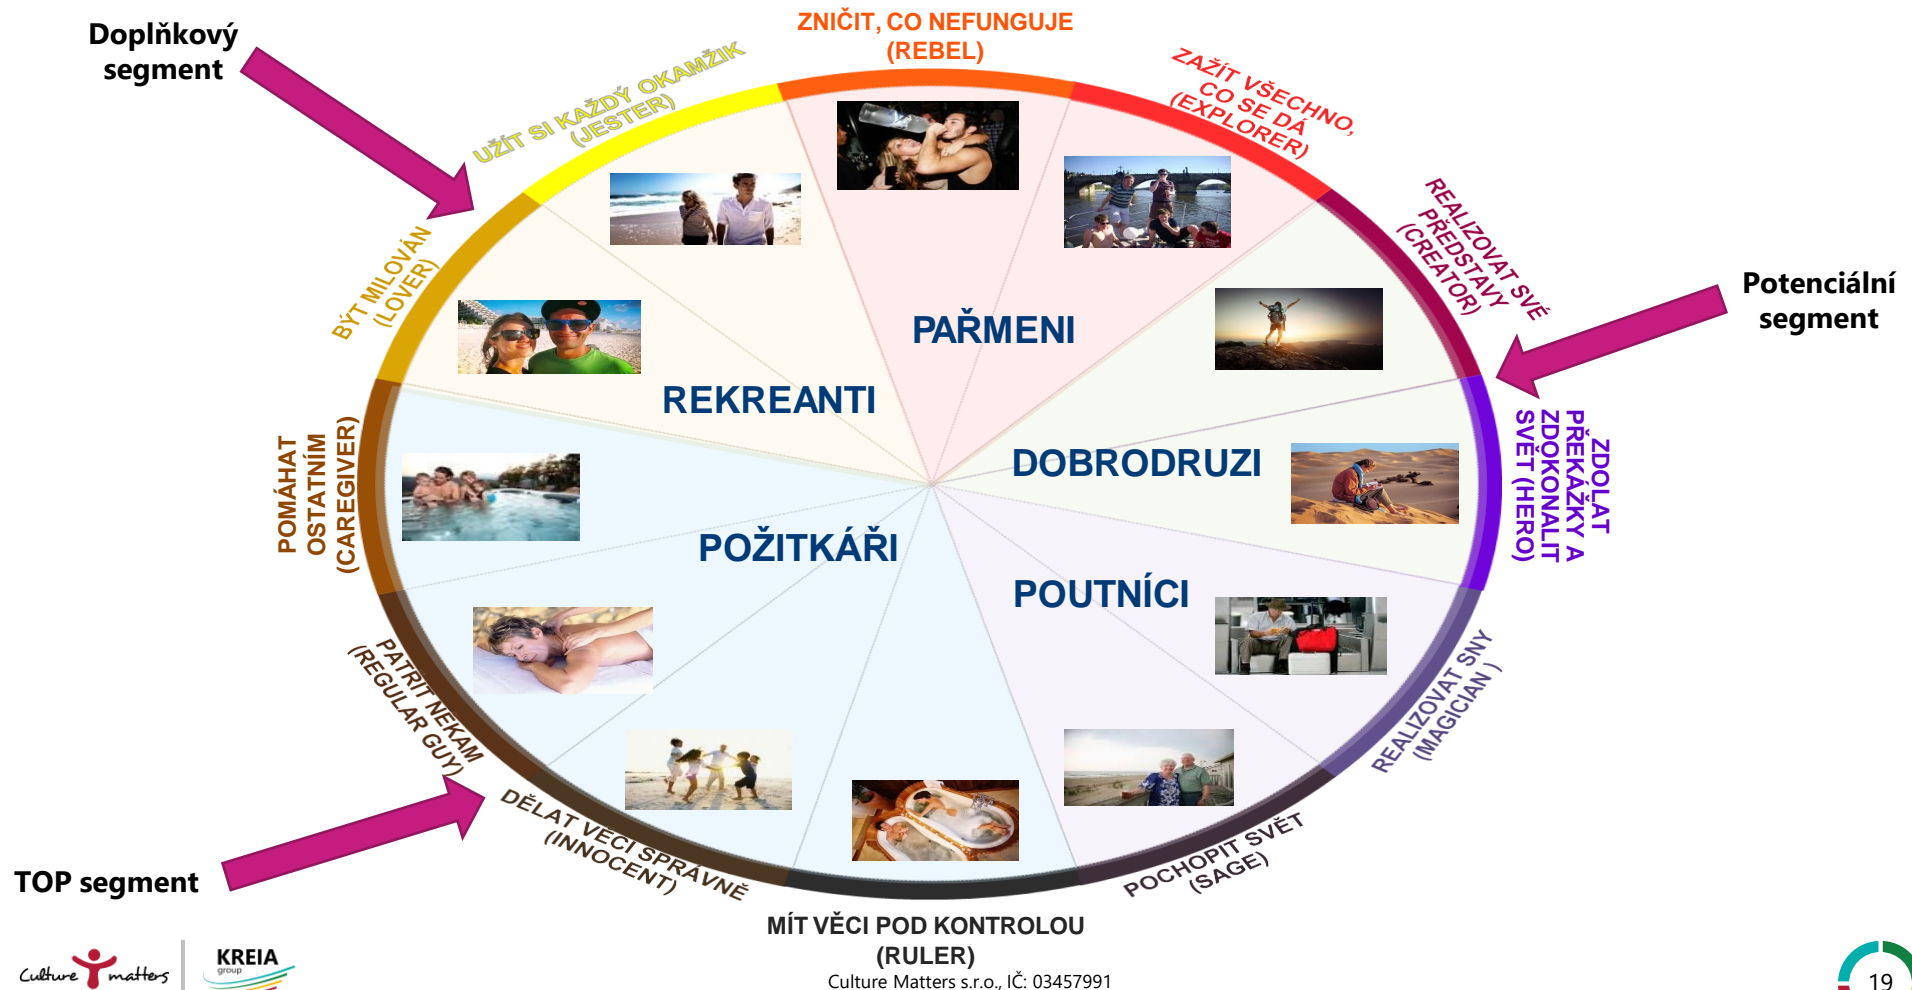 Doplňkový
segment
ZNIČIT, CO NEFUNGUJE
(REBEL)
UŽÍT SI KAŽDÝ OKAMŽIK
(JESTER)
ZAŽÍT VŠECHNO,
CO SE DÁ
(EXPLORER)
BÝT MILOVÁN
(LOVER)
REALIZOVAT SVÉ
PŘEDSTAVY
(CREATOR)
Potenciální
segment
PAŘMENI
REKREANTI
DOBRODRUZI
POŽITKÁŘI
POUTNÍCI
POMÁHAT
OSTATNÍM
(CAREGIVER)
ZDOLAT
PŘEKÁŽKY A
ZDOKONALIT
SVĚT (HERO)
PATŘIT NĚKAM
(REGULAR GUY)
REALIZOVAT SNY
(MAGICIAN )
DĚLAT VĚCI SPRÁVNĚ
(INNOCENT)
POCHOPIT SVĚT
(SAGE)
TOP segment
MÍT VĚCI POD KONTROLOU
(RULER)
Culture matters
KREIA
group
Culture Matters s.r.o., IČ: 03457991
19